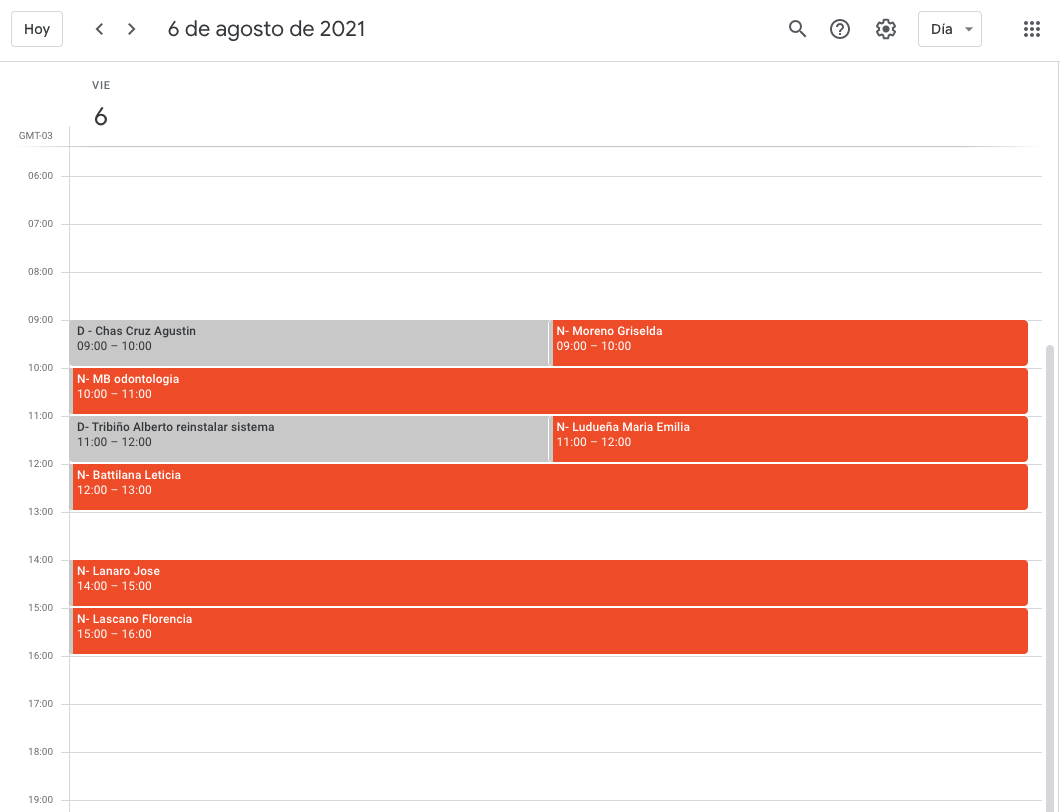 Hoy
6 de agosto de 2021
Día
VIE
6
GMT-03
06:00
07:00
08:00
09:00
D - Chas Cruz Agustin
09:00 – 10:00
N- Moreno Griselda
09:00 – 10:00
10:00
N- MB odontologia
10:00 – 11:00
11:00
D- Tribiño Alberto reinstalar sistema
11:00 – 12:00
N- Ludueña Maria Emilia
11:00 – 12:00
12:00
N- Battilana Leticia
12:00 – 13:00
13:00
14:00
N- Lanaro Jose
14:00 – 15:00
15:00
N- Lascano Florencia
15:00 – 16:00
16:00
17:00
18:00
19:00